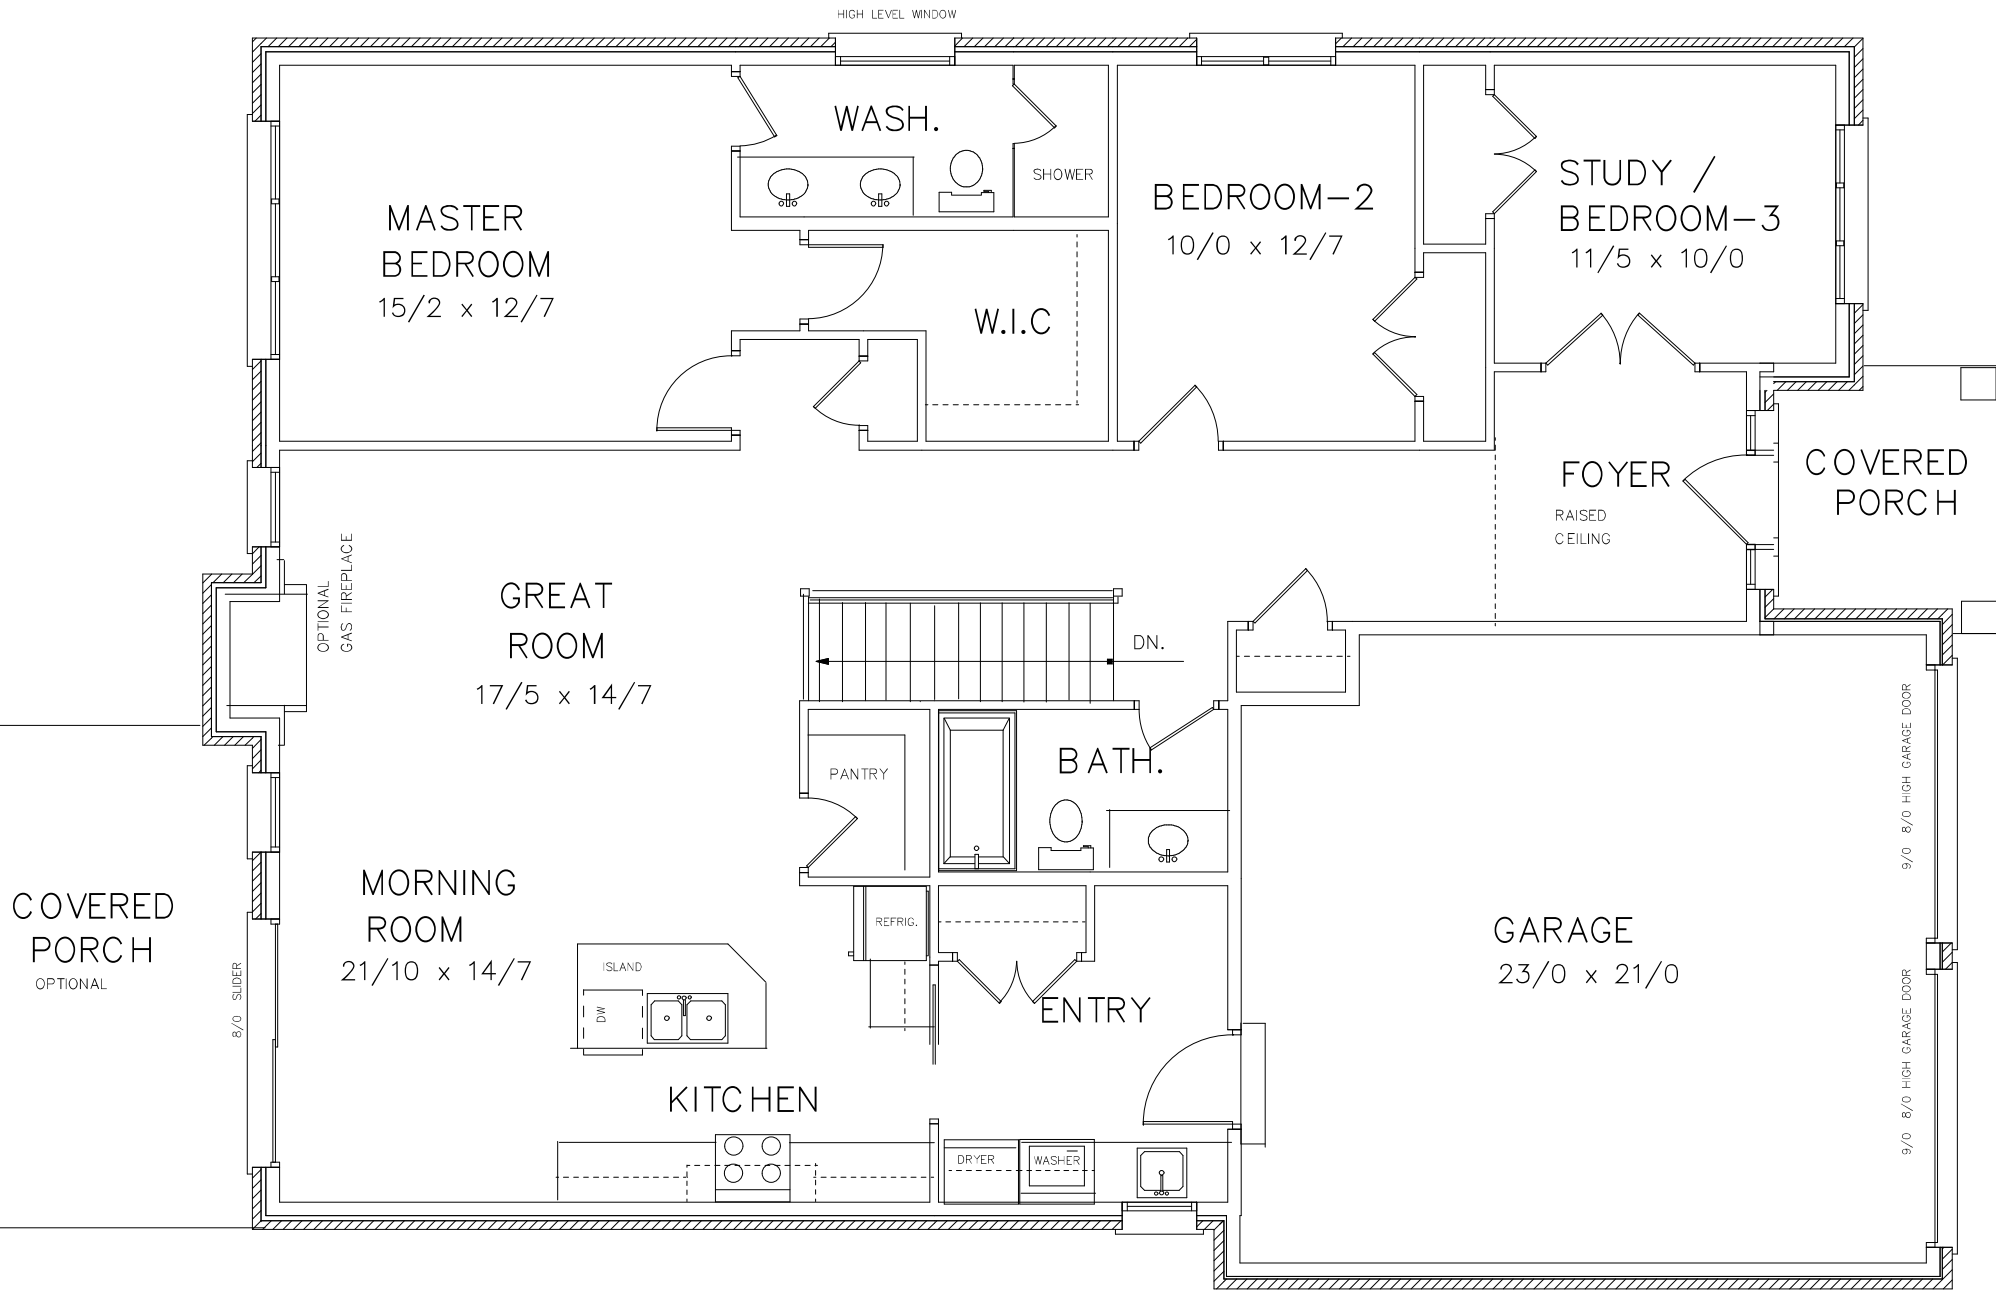 HIGH LEVEL WINDOW
WASH.
SHOWER
MASTER
BEDROOM
15/2 x 12/7
W.I.C
BEDROOM-2
10/0 x 12/7
STUDY /
BEDROOM-3
11/5 x 10/0
FOYER
RAISED
CEILING
COVERED
PORCH
OPTIONAL
GAS FIREPLACE
GREAT
ROOM
17/5 x 14/7
DN.
PANTRY
BATH.
9/0 8/0 HIGH GARAGE DOOR
MORNING
ROOM
21/10 x 14/7
COVERED
PORCH
OPTIONAL
8/0 SLIDER
ISLAND
DW
REFRIG.
ENTRY
GARAGE
23/0 x 21/0
9/0 8/0 HIGH GARAGE DOOR
KITCHEN
DRYER
WASHER